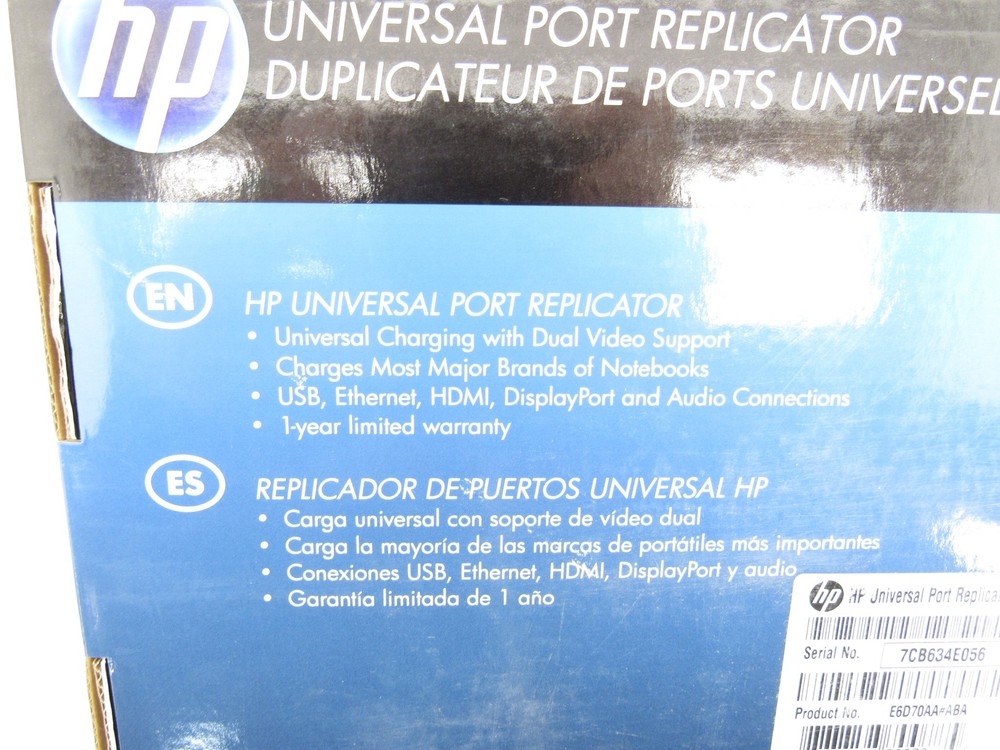 hp
UNIVERSAL PORT REPLICATOR
DUPLICATEUR DE PORTS
EN
HP UNIVERSAL PORT REPLICATOR
• Universal Charging with Dual Video Support
• Charges Most Major Brands of Notebooks
• USB, Ethernet, HDMI, DisplayPort and Audio Connections
• 1-year limited warranty
ES
REPLICADOR DE PUERTOS UNIVERSAL HP
• Carga universal con soporte de vídeo dual
• Carga la mayoría de las marcas de portátiles más importantes
• Conexiones USB, Ethernet, HDMI, DisplayPort y audio
• Garantía limitada de 1 año
hp HP Universal Port
Serial No. 7CB634E056
Product No. E6D70AA#ABA